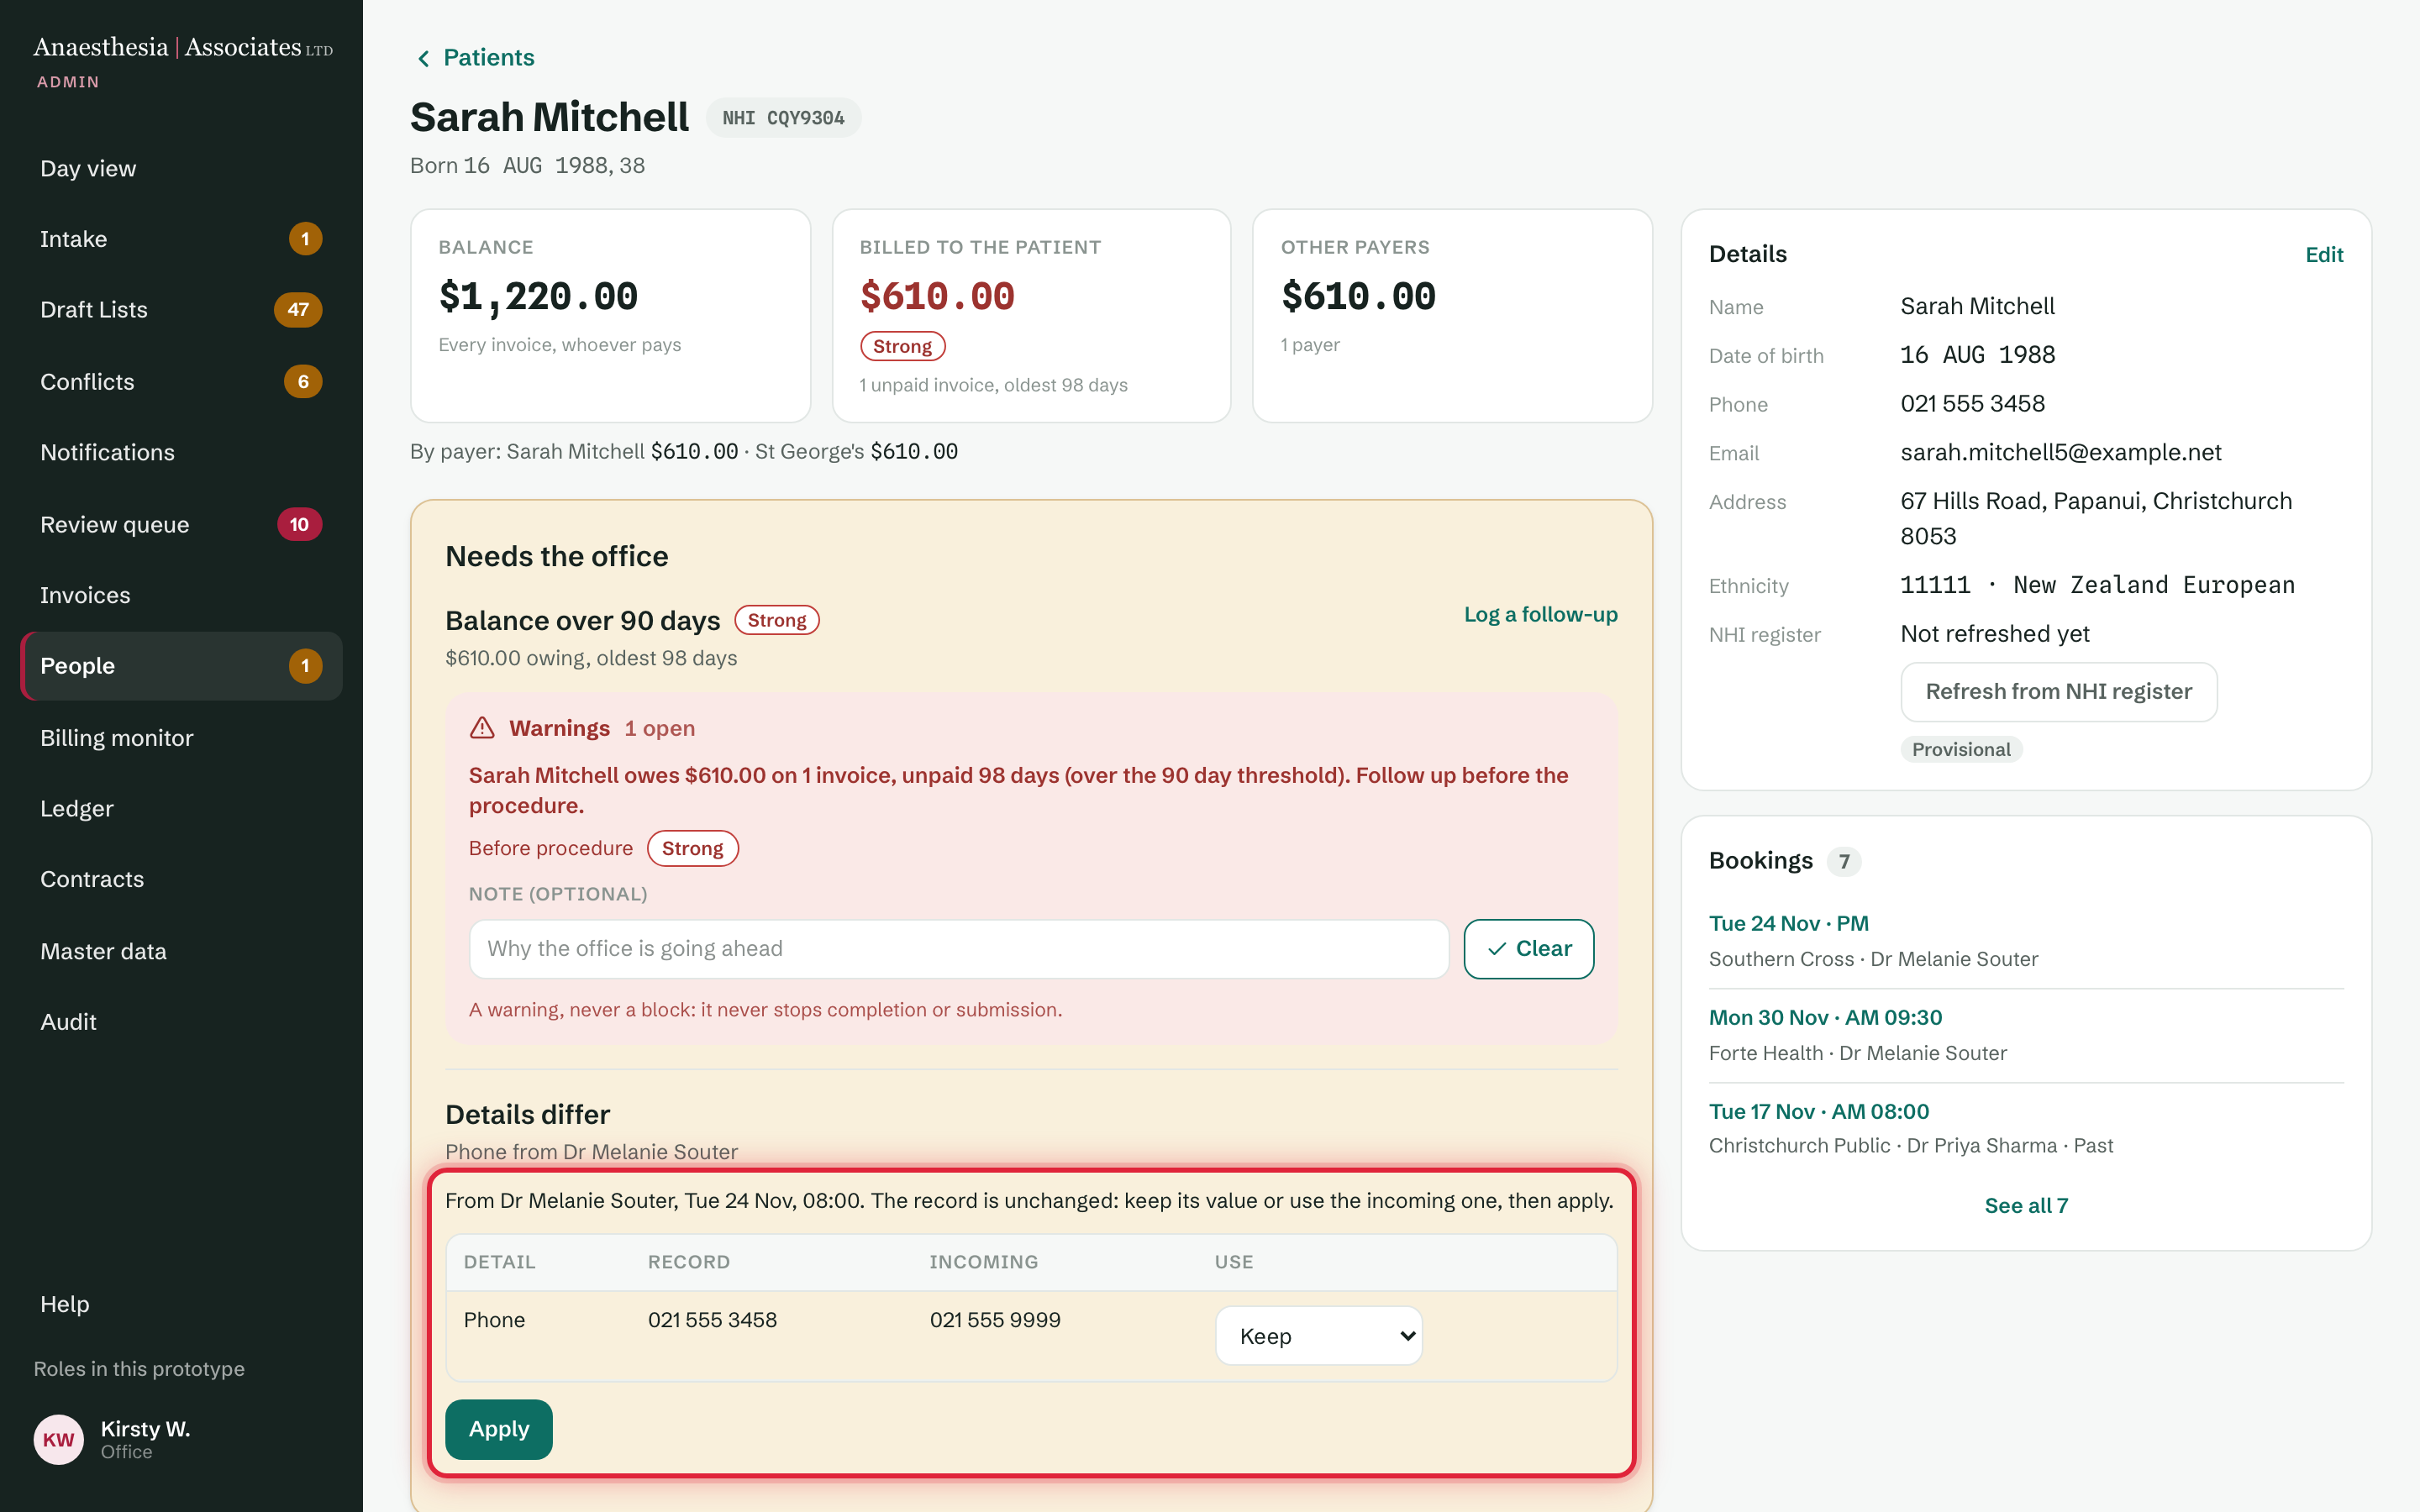 Anaesthesia | Associates LTD
ADMIN
Day view
Intake 1
Draft Lists 47
Conflicts 6
Notifications
Review queue 10
Invoices
People 1
Billing monitor
Ledger
Contracts
Master data
Audit
Help
Roles in this prototype
KW
Kirsty W.
Office
Patients
Sarah Mitchell NHI CQY9304
Born 16 AUG 1988, 38
BALANCE
$1,220.00
Every invoice, whoever pays
BILLED TO THE PATIENT
$610.00
Strong
1 unpaid invoice, oldest 98 days
OTHER PAYERS
$610.00
1 payer
By payer: Sarah Mitchell $610.00 · St George's $610.00
Needs the office
Balance over 90 days Strong
Log a follow-up
$610.00 owing, oldest 98 days
Warnings 1 open
Sarah Mitchell owes $610.00 on 1 invoice, unpaid 98 days (over the 90 day threshold). Follow up before the
procedure.
Before procedure Strong
NOTE (OPTIONAL)
Why the office is going ahead
Clear
A warning, never a block: it never stops completion or submission.
Details differ
Phone from Dr Melanie Souter
From Dr Melanie Souter, Tue 24 Nov, 08:00. The record is unchanged: keep its value or use the incoming one, then apply.
DETAIL RECORD INCOMING USE
Phone 021 555 3458 021 555 9999 Keep
Apply
Details Edit
Name Sarah Mitchell
Date of birth 16 AUG 1988
Phone 021 555 3458
Email sarah.mitchell5@example.net
Address 67 Hills Road, Papanui, Christchurch
8053
Ethnicity 11111 · New Zealand European
NHI register Not refreshed yet
Refresh from NHI register
Provisional
Bookings 7
Tue 24 Nov · PM
Southern Cross · Dr Melanie Souter
Mon 30 Nov · AM 09:30
Forte Health · Dr Melanie Souter
Tue 17 Nov · AM 08:00
Christchurch Public · Dr Priya Sharma · Past
See all 7